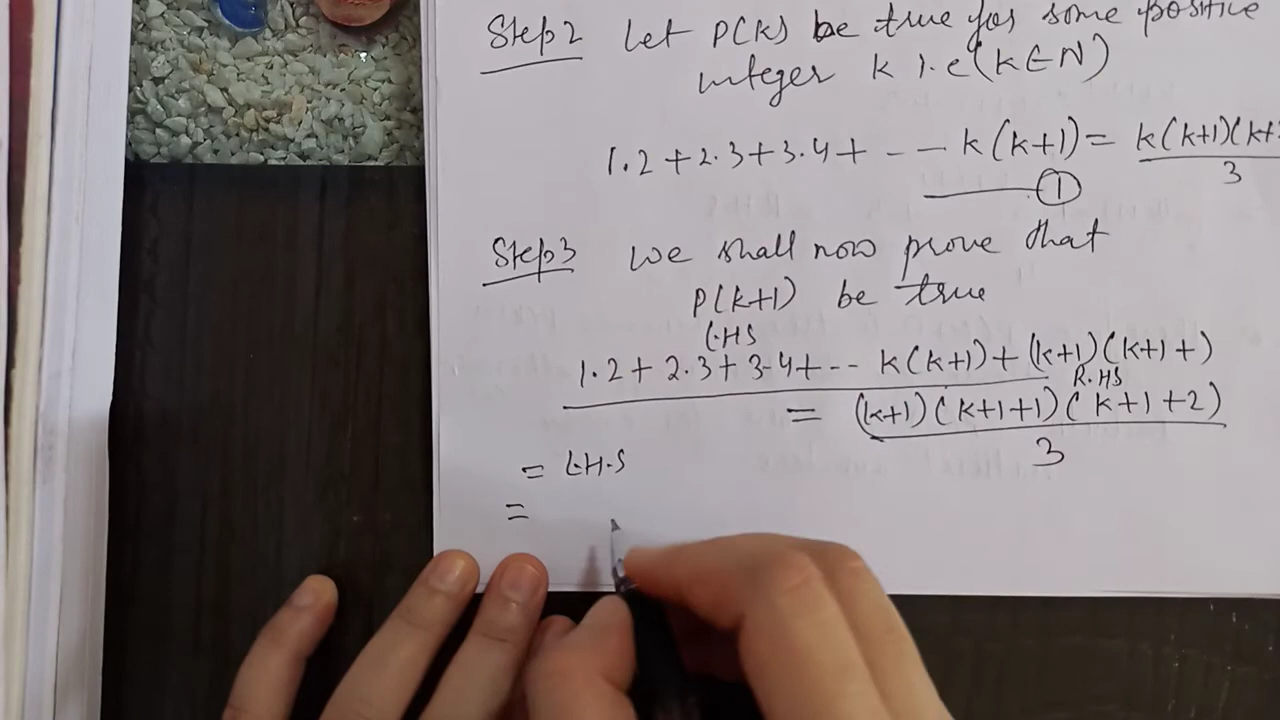 Step 2 Let P(K) be true for some positive
integer k i.e (k∈N)
1.2 + 2.3 + 3.4 + - - - k(k+1) = k(k+1)(k+
3
①
Step 3 we shall now prove that
P(k+1) be true
L.HS
1.2 + 2.3 + 3.4 + -- k(k+1) + (k+1)(k+1+)
R.HS
= (k+1)(k+1+1)(k+1+2)
3
= L.H.S
=